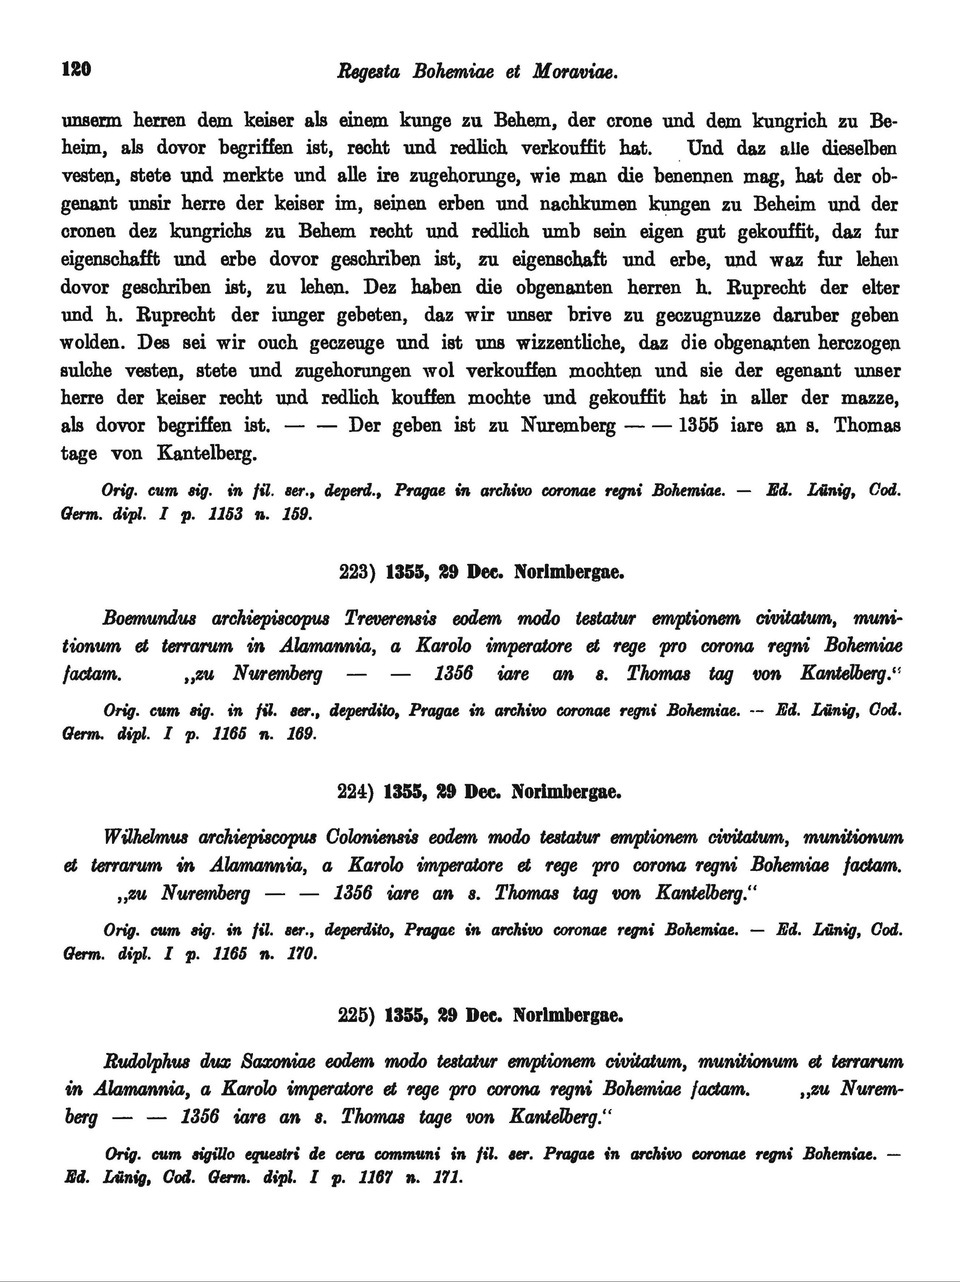 120
Regesta Bohemiae et Moraviae.
unserm herren dem keiser als einem kunge zu Behem, der crone und dem kungrich zu Be-
heim, als dovor begriffen ist, recht und redlich verkouffit hat. Und daz alle dieselben
vesten, stete und merkte und alle ire zugehorunge, wie man die benennen mag, hat der ob-
genant unsir herre der keiser im, seinen erben und nachkumen kungen zu Beheim und der
cronen dez kungrichs zu Behem recht und redlich umb sein eigen gut gekouffit, daz fur
eigenschafft und erbe dovor geschriben ist, zu eigenschaft und erbe, und waz fur lehen
dovor geschriben ist, zu lehen. Dez haben die obgenanten herren h. Ruprecht der elter
und h. Ruprecht der iunger gebeten, daz wir unser brive zu geczugnuzze daruber geben
wolden. Des sei wir ouch geczeuge und ist uns wizzentliche, daz die obgenanten herczogen
sulche vesten, stete und zugehorungen wol verkouffen mochten und sie der egenant unser
herre der keiser recht und redlich kouffen mochte und gekouffit hat in aller der mazze,
als dovor begriffen ist. — — Der geben ist zu Nuremberg — — 1355 iare an s. Thomas
tage von Kantelberg.
Orig. cum sig. in fil. ser., deperd., Pragae in archivo coronae regni Bohemiae. — Ed. Lünig, Cod.
Germ. dipl. I p. 1153 n. 159.
223) 1355, 29 Dec. Norimbergae.
Boemundus archiepiscopus Treverensis eodem modo testatur emptionem civitatum, muni-
tionum et terrarum in Alamannia, a Karolo imperatore et rege pro corona regni Bohemiae
factam. „zu Nuremberg — — 1356 iare an s. Thomas tag von Kantelberg.“
Orig. cum sig. in fil. ser., deperdito, Pragae in archivo coronae regni Bohemiae. — Ed. Lünig, Cod.
Germ. dipl. I p. 1165 n. 169.
224) 1355, 29 Dec. Norimbergae.
Wilhelmus archiepiscopus Coloniensis eodem modo testatur emptionem civitatum, munitionum
et terrarum in Alamannia, a Karolo imperatore et rege pro corona regni Bohemiae factam.
„zu Nuremberg — — 1356 iare an s. Thomas tag von Kantelberg.“
Orig. cum sig. in fil. ser., deperdito, Pragae in archivo coronae regni Bohemiae. — Ed. Lünig, Cod.
Germ. dipl. I p. 1165 n. 170.
225) 1355, 29 Dec. Norimbergae.
Rudolphus dux Saxoniae eodem modo testatur emptionem civitatum, munitionum et terrarum
in Alamannia, a Karolo imperatore et rege pro corona regni Bohemiae factam. „zu Nurem-
berg — — 1356 iare an s. Thomas tage von Kantelberg.“
Orig. cum sigillo equestri de cera communi in fil. ser. Pragae in archivo coronae regni Bohemiae. —
Ed. Lünig, Cod. Germ. dipl. I p. 1167 n. 171.